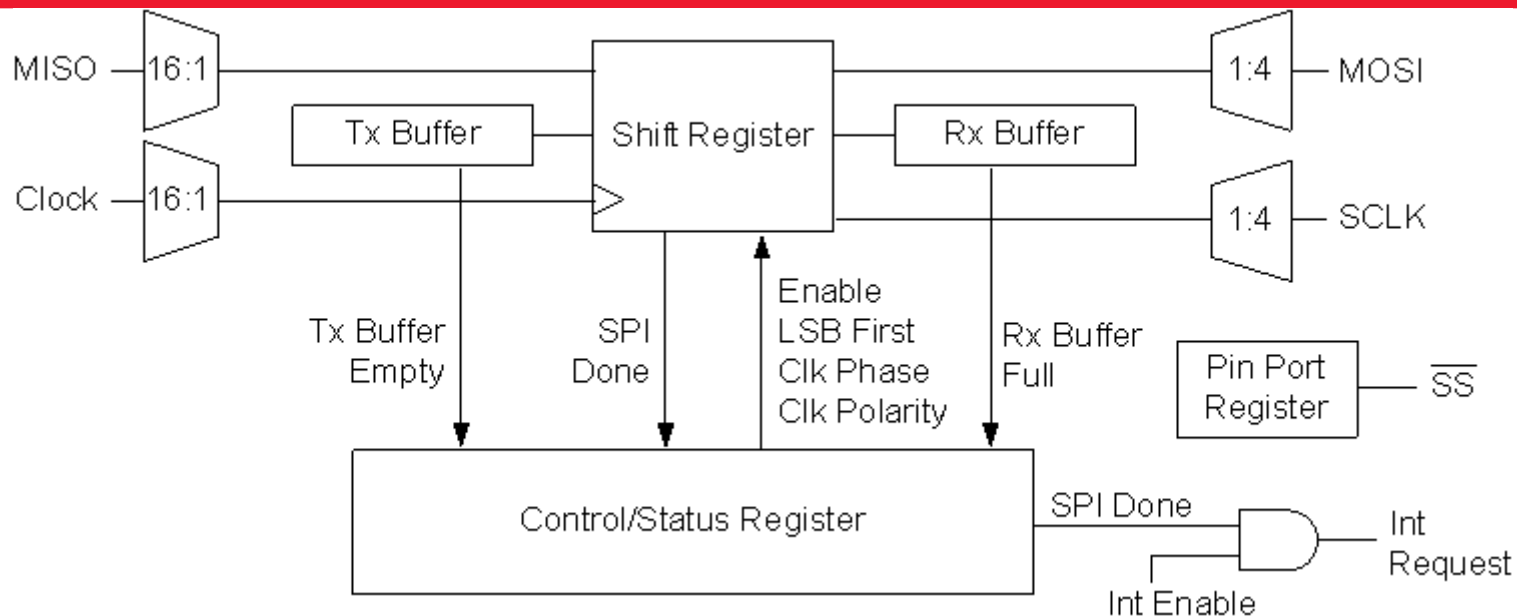 MISO
16:1
1:4
MOSI
Tx Buffer
Shift Register
Rx Buffer
Clock
16:1
1:4
SCLK
Tx Buffer
Empty
SPI
Done
Enable
LSB First
Clk Phase
Clk Polarity
Rx Buffer
Full
Pin Port
Register
SS
Control/Status Register
SPI Done
Int
Request
Int Enable